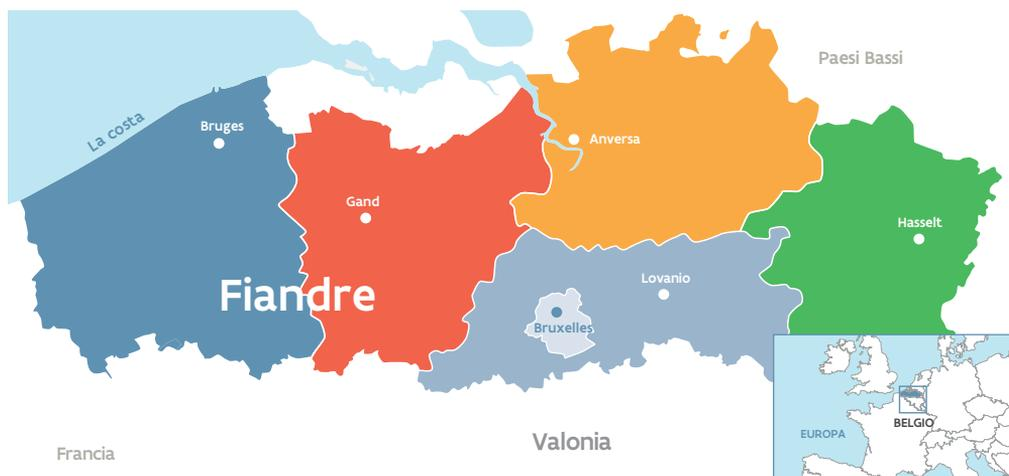 Paesi Bassi
La costa
Bruges
Anversa
Gand
Hasselt
Lovanio
Fiandre
Bruxelles
BELGIO
EUROPA
Valonia
Francia